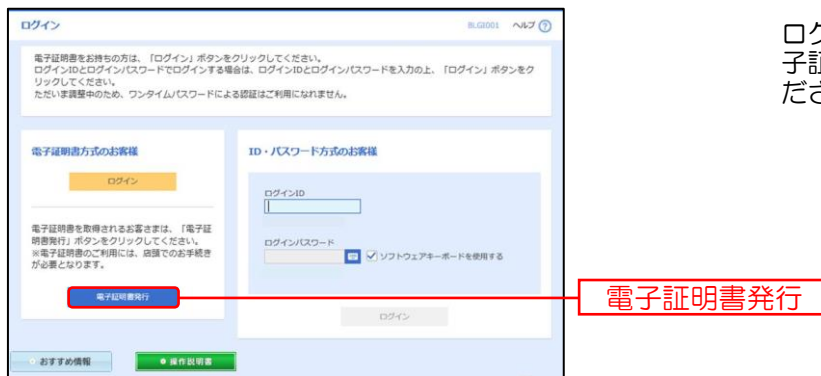 ログイン
BLGI001 ヘルプ ?
電子証明書をお持ちの方は、「ログイン」ボタンをクリックしてください。
ログインIDとログインパスワードでログインする場合は、ログインIDとログインパスワードを入力の上、「ログイン」ボタンをク
リックしてください。
ただいま調整中のため、ワンタイムパスワードによる認証はご利用になれません。
電子証明書方式のお客様
ログイン
電子証明書を取得されるお客さまは、「電子証
明書発行」ボタンをクリックしてください。
※電子証明書のご利用には、店頭でのお手続き
が必要となります。
電子証明書発行
ID・パスワード方式のお客様
ログインID
ログインパスワード
ソフトウェアキーボードを使用する
ログイン
おすすめ情報
操作説明書
電子証明書発行
ログ
子証
ださ